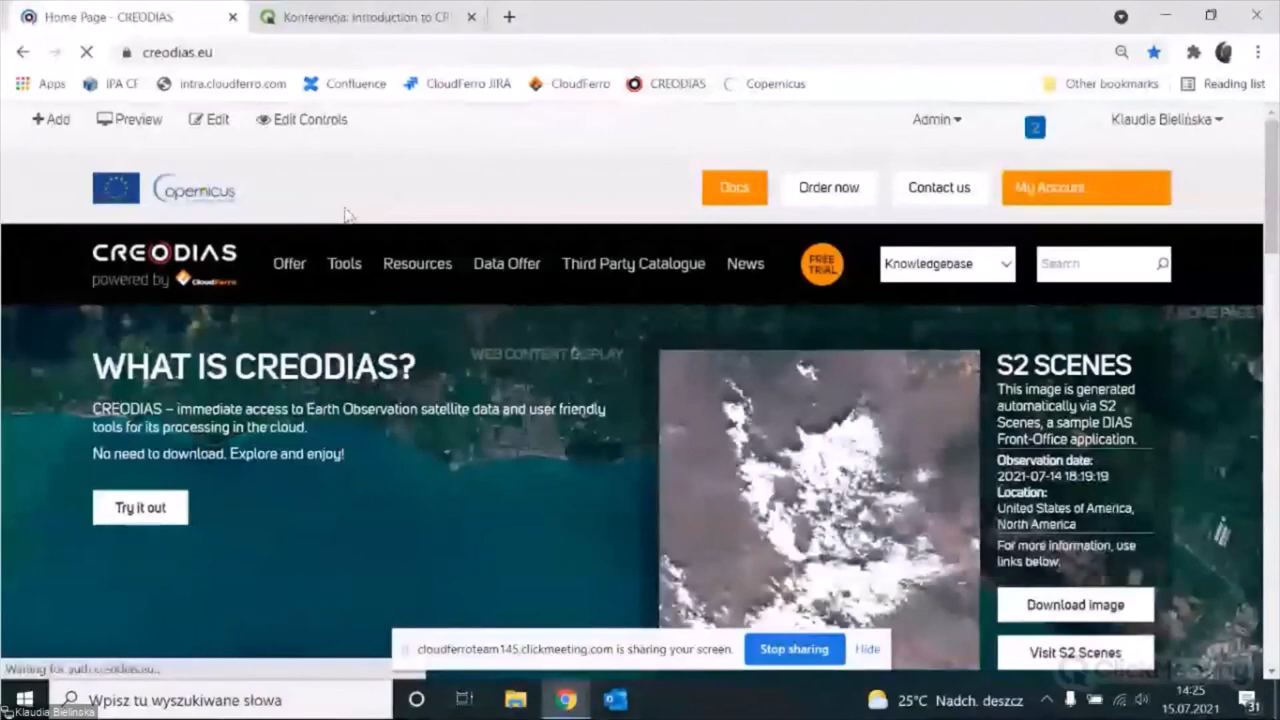 Home Page - CREODIAS
Konferencja: Introduction to CR
creodias.eu
Apps
IPA CF
intra.cloudferro.com
Confluence
CloudFerro JIRA
CloudFerro
CREODIAS
Copernicus
Other bookmarks
Reading list
Add
Preview
Edit
Edit Controls
Admin
2
Klaudia Bielińska
opernicus
Docs
Order now
Contact us
My Account
CREODIAS
powered by CloudFerro
Offer
Tools
Resources
Data Offer
Third Party Catalogue
News
FREE
TRIAL
Knowledgebase
Search
HOME PAGE
WEB CONTENT DISPLAY
WHAT IS CREODIAS?
CREODIAS – immediate access to Earth Observation satellite data and user friendly
tools for its processing in the cloud.
No need to download. Explore and enjoy!
Try it out
S2 SCENES
This image is generated
automatically via S2
Scenes, a sample DIAS
Front-Office application.
Observation date:
2021-07-14 18:19:19
Location:
United States of America,
North America
For more information, use
links below.
Download image
Visit S2 Scenes
cloudferroteam145.clickmeeting.com is sharing your screen.
Stop sharing
Hide
ClickMeeting
Wpisz tu wyszukiwane słowa
Klaudia Bielińska
25°C Nadch. deszcz
14:25
15.07.2021
31